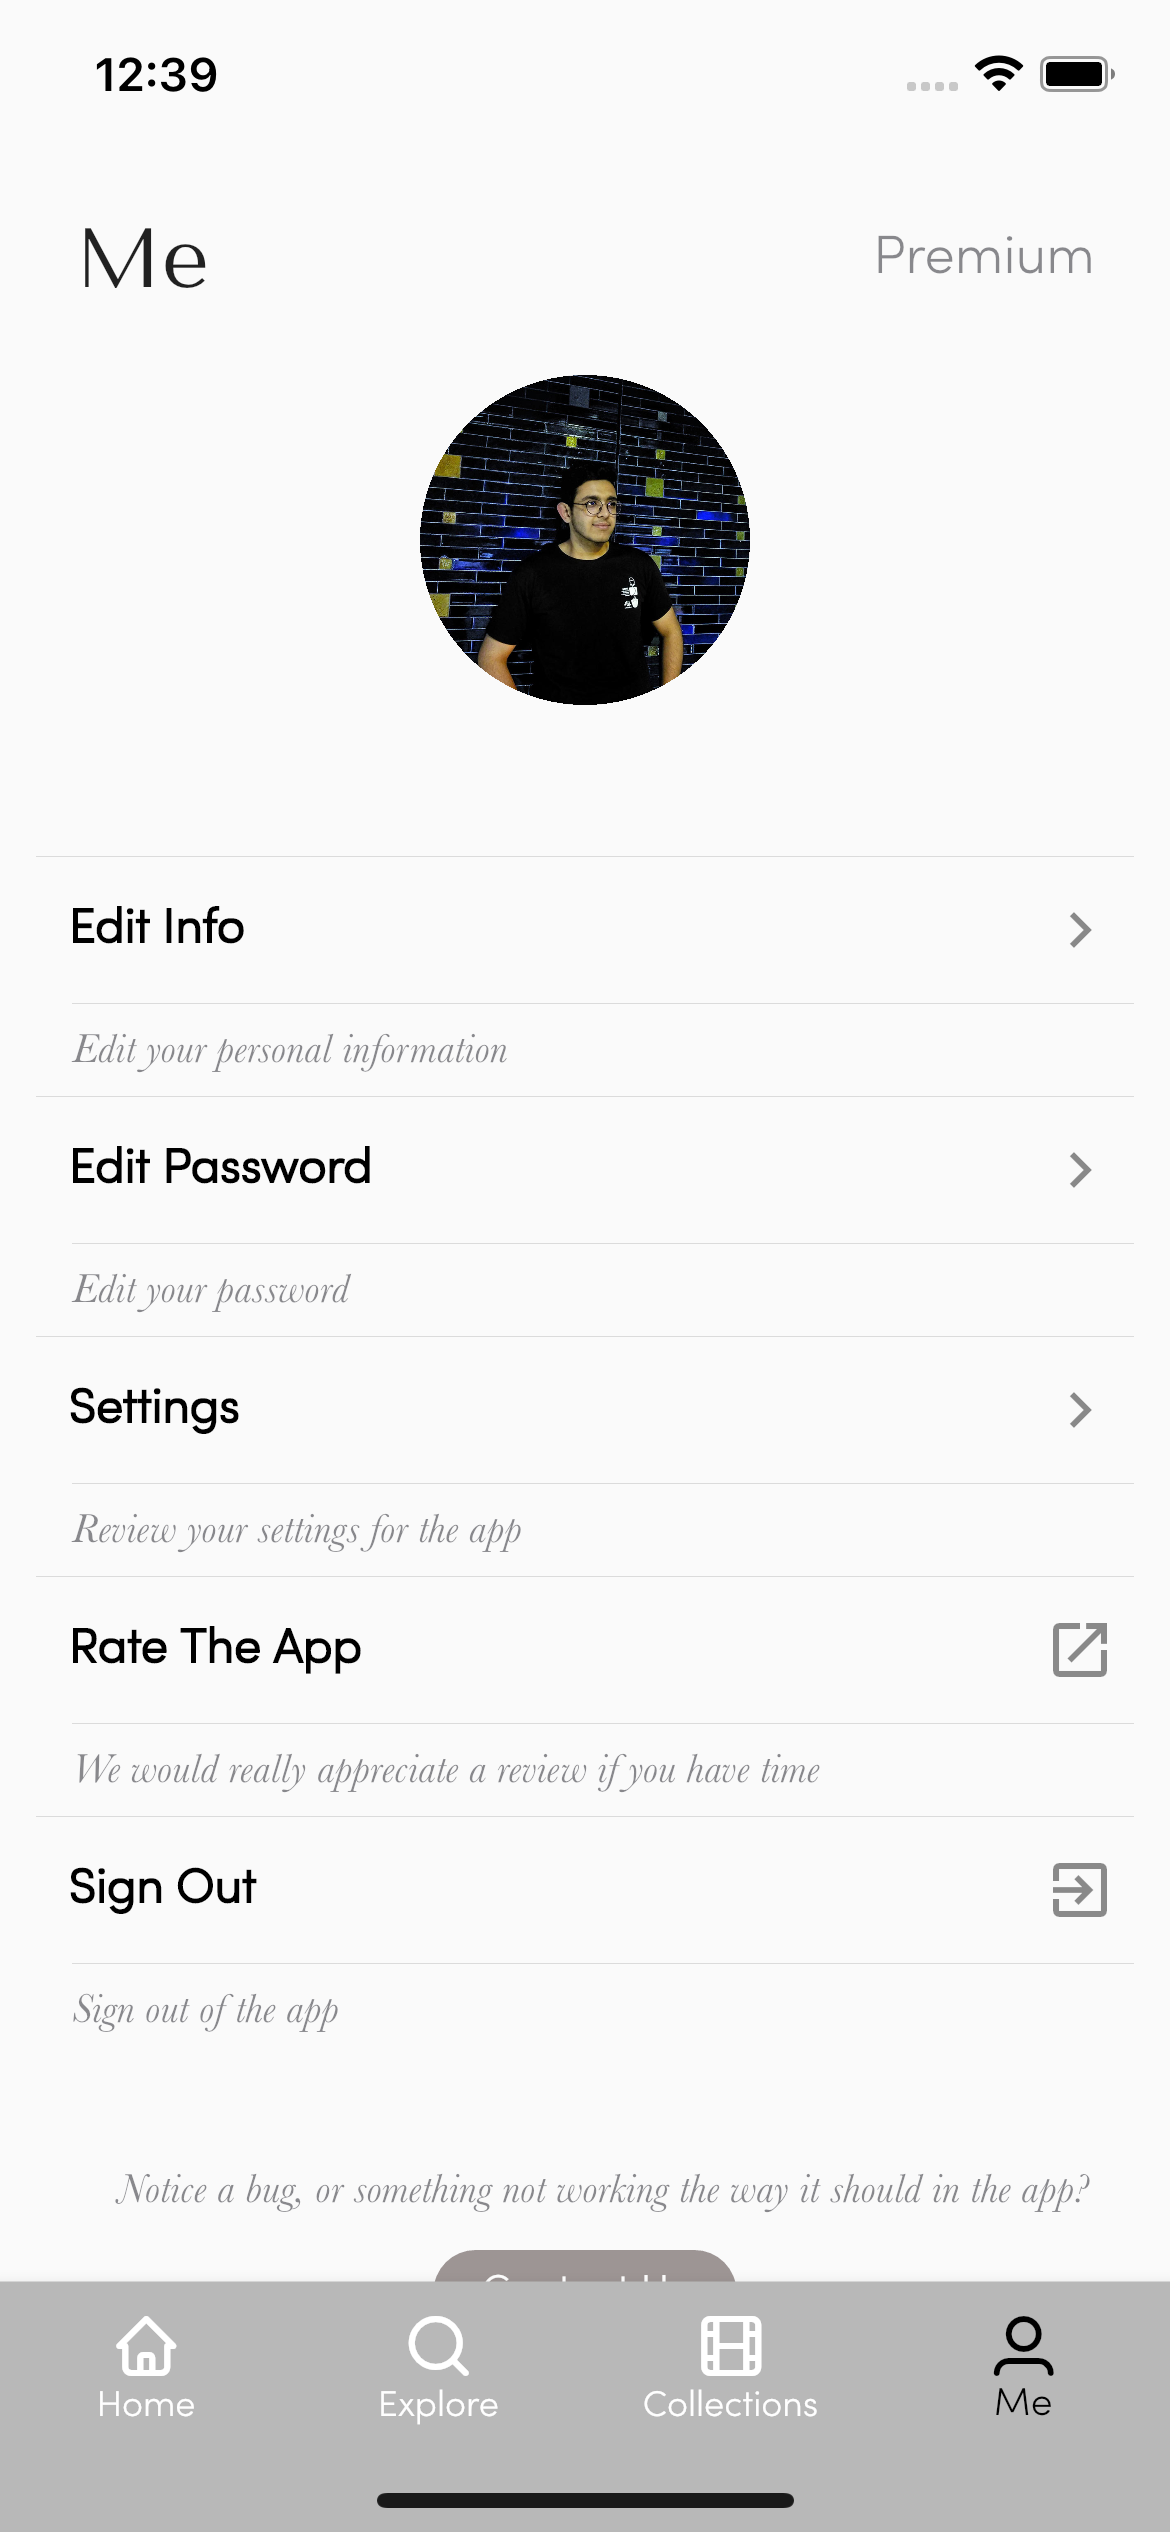 12:39
Me
Premium
Edit Info
Edit your personal information
Edit Password
Edit your password
Settings
Review your settings for the app
Rate The App
We would really appreciate a review if you have time
Sign Out
Sign out of the app
Notice a bug, or something not working the way it should in the app?
Home
Explore
Collections
Me